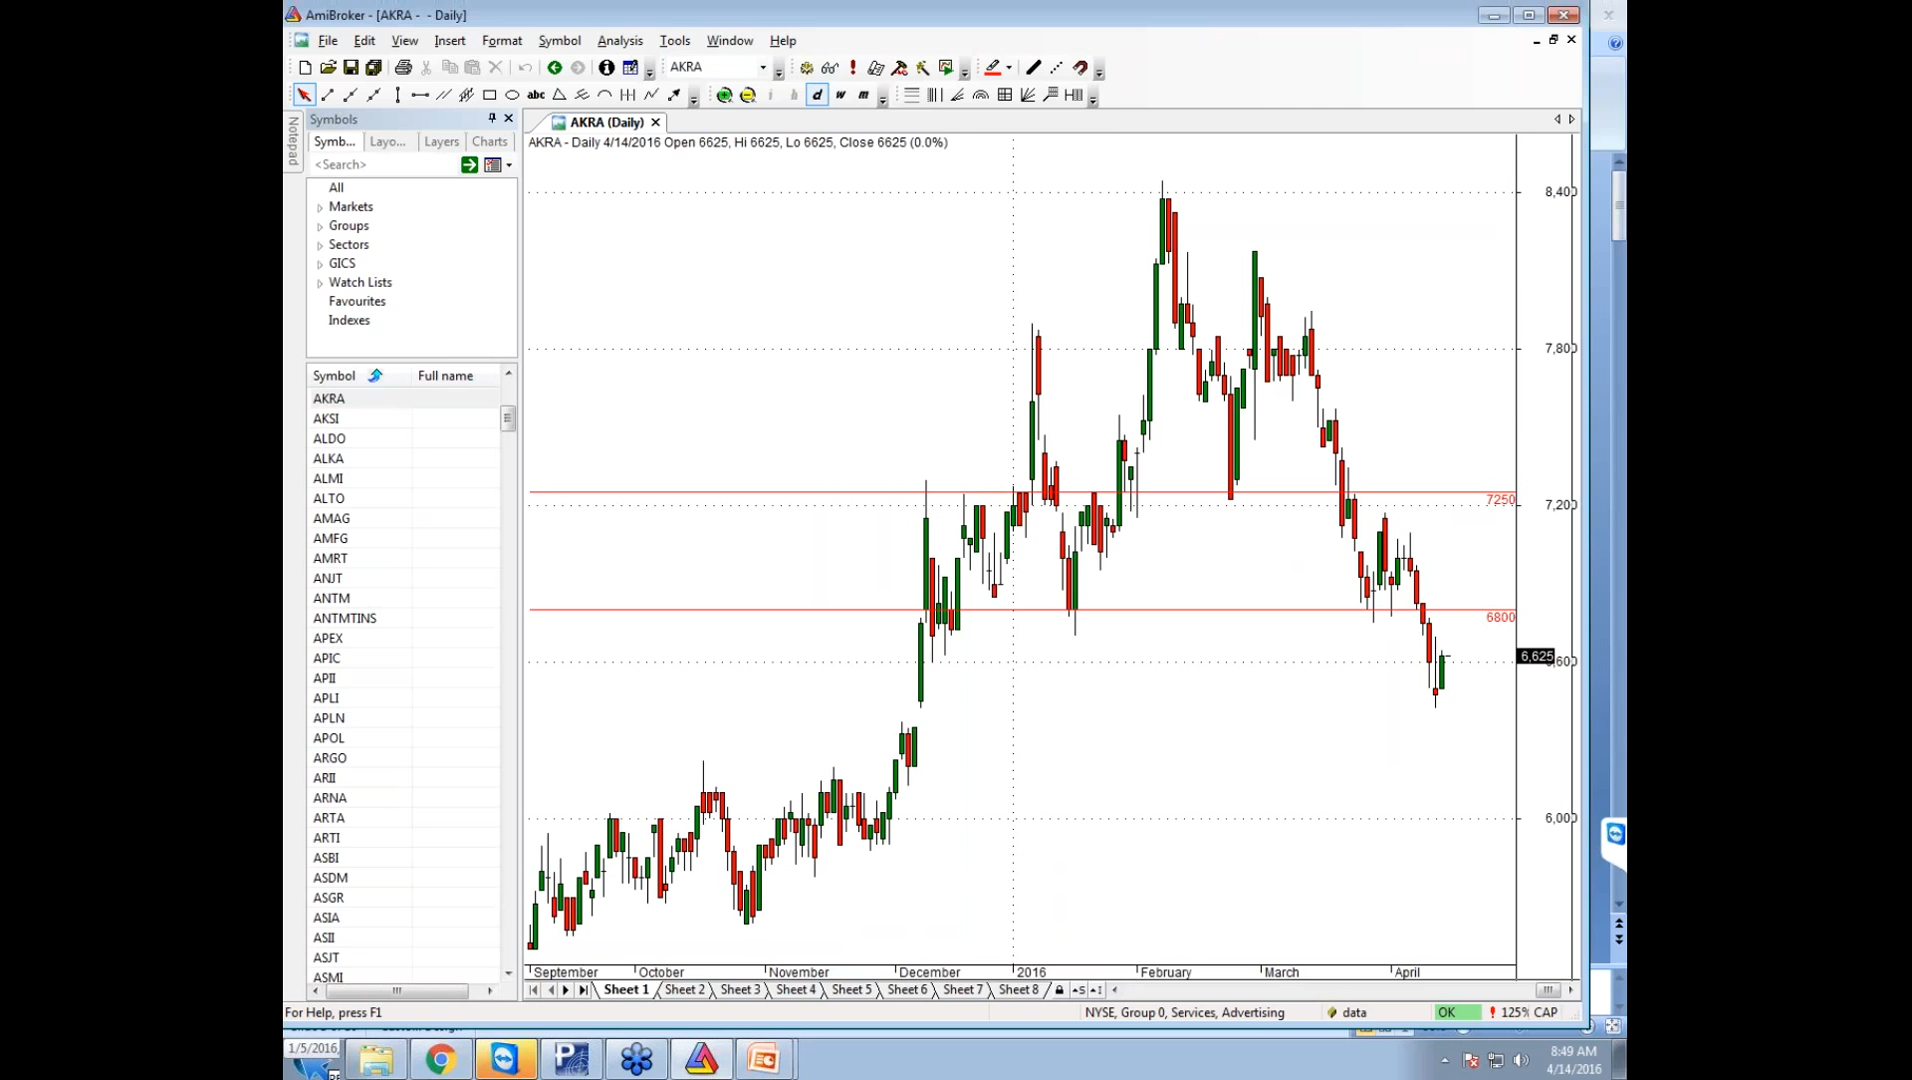 AmiBroker - [AKRA - - Daily]
File Edit View Insert Format Symbol Analysis Tools Window Help
AKRA
abc i h d w m
Symbols
AKRA (Daily)
Notepad
Symb... Layo... Layers Charts
AKRA - Daily 4/14/2016 Open 6625, Hi 6625, Lo 6625, Close 6625 (0.0%)
<Search>
All
Markets
Groups
Sectors
GICS
Watch Lists
Favourites
Indexes
Symbol Full name
AKRA
AKSI
ALDO
ALKA
ALMI
ALTO
AMAG
AMFG
AMRT
ANJT
ANTM
ANTMTINS
APEX
APIC
APII
APLI
APLN
APOL
ARGO
ARII
ARNA
ARTA
ARTI
ASBI
ASDM
ASGR
ASIA
ASII
ASJT
ASMI
8,400
7,800
7250
7,200
6800
6,625
6,000
September October November December 2016 February March April
Sheet 1 Sheet 2 Sheet 3 Sheet 4 Sheet 5 Sheet 6 Sheet 7 Sheet 8
For Help, press F1
NYSE, Group 0, Services, Advertising data OK 125% CAP
1/5/2016,
8:49 AM
4/14/2016